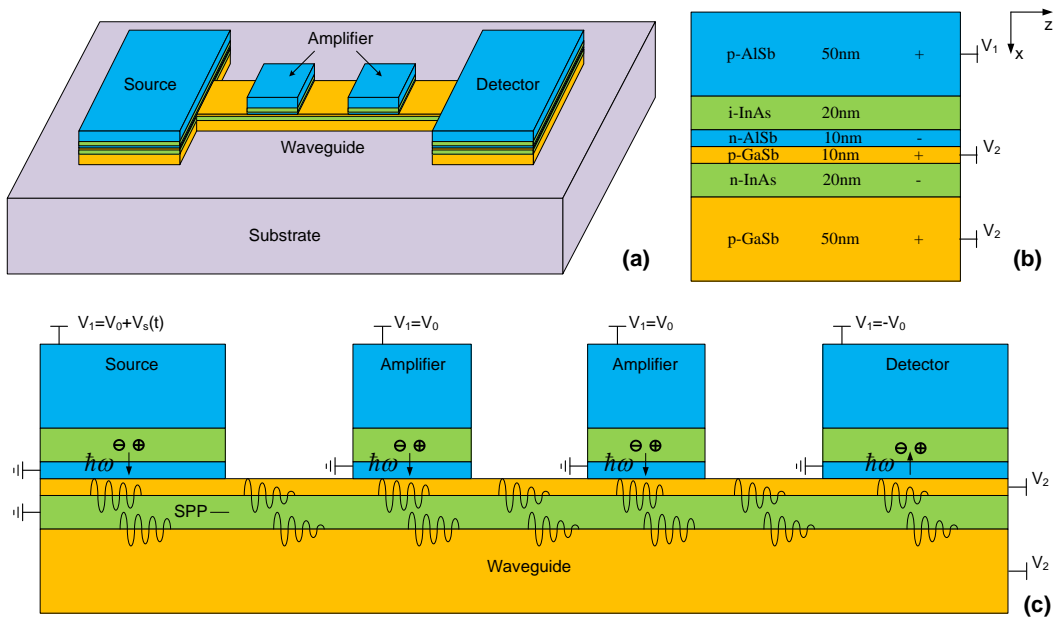 Amplifier
Source
Detector
Waveguide
Substrate
(a)
z
x
p-AlSb 50nm + V₁
i-InAs 20nm
n-AlSb 10nm -
p-GaSb 10nm + V₂
n-InAs 20nm -
p-GaSb 50nm + V₂
(b)
V₁=V₀+Vₛ(t) V₁=V₀ V₁=V₀ V₁=-V₀
Source Amplifier Amplifier Detector
⊖ ⊕ ⊖ ⊕ ⊖ ⊕ ⊖ ⊕
ħω ħω ħω ħω
V₂
SPP
Waveguide
V₂
(c)